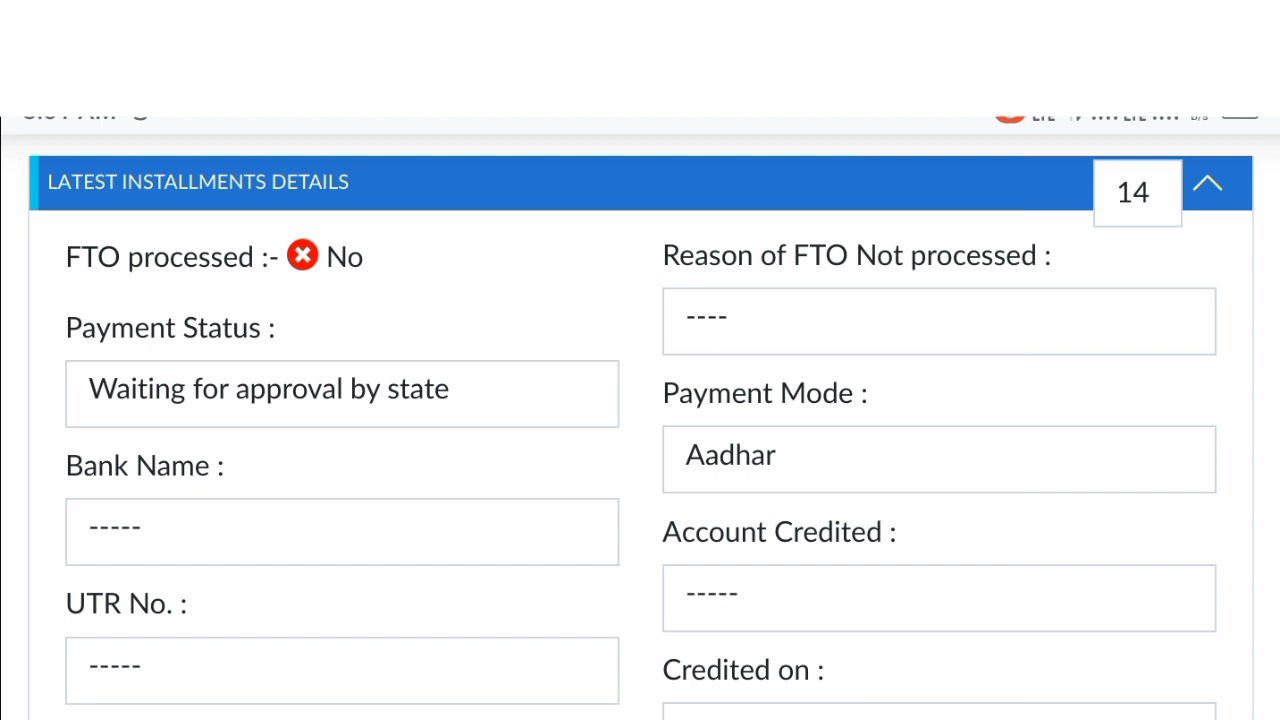 LATEST INSTALLMENTS DETAILS
14
FTO processed :- No
Reason of FTO Not processed :
----
Payment Status :
Waiting for approval by state
Payment Mode :
Aadhar
Bank Name :
-----
Account Credited :
-----
UTR No. :
-----
Credited on :